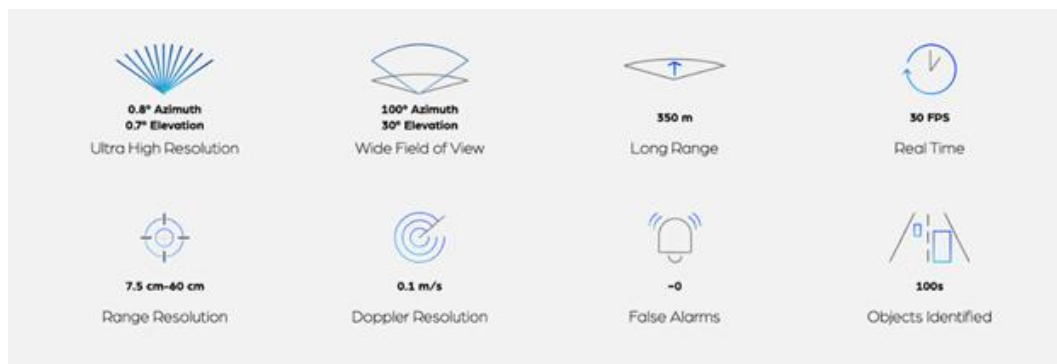 0.8° Azimuth
0.7° Elevation
Ultra High Resolution
100° Azimuth
30° Elevation
Wide Field of View
350 m
Long Range
30 FPS
Real Time
7.5 cm-60 cm
Range Resolution
0.1 m/s
Doppler Resolution
~0
False Alarms
100s
Objects Identified